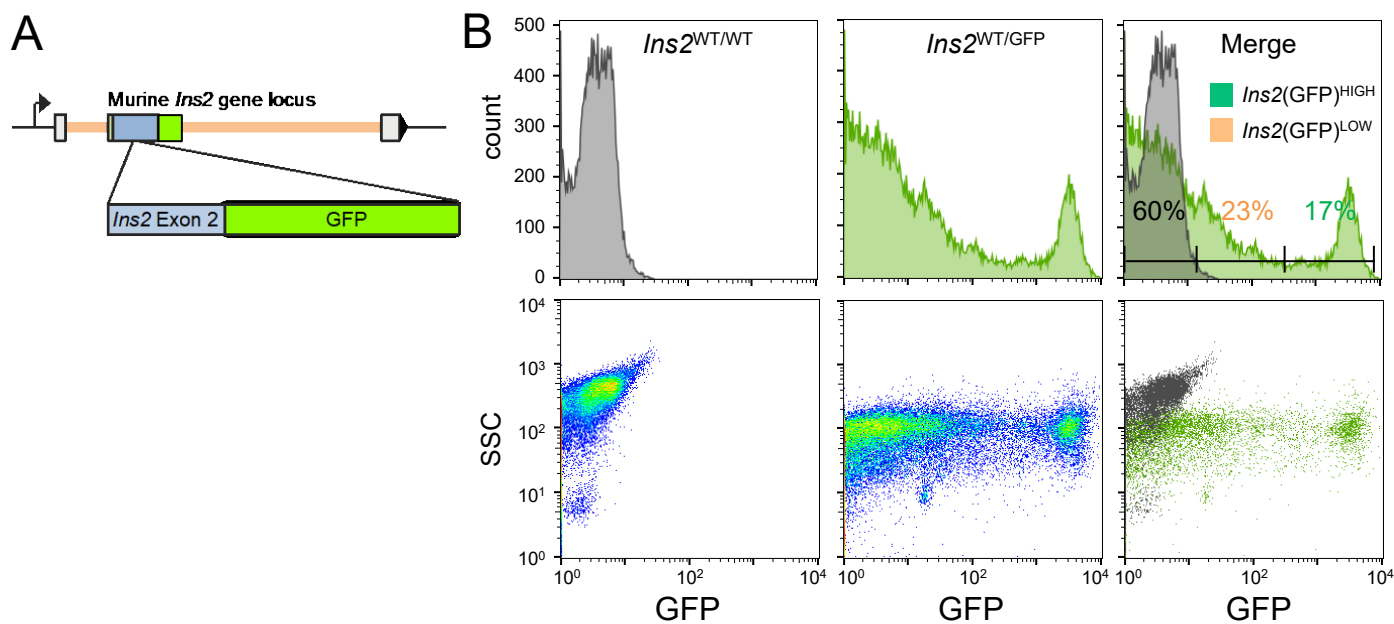 A
Murine Ins2 gene locus
Ins2 Exon 2
GFP
B
Ins2WT/WT
Ins2WT/GFP
Merge
Ins2(GFP)HIGH
Ins2(GFP)LOW
60%
23%
17%
count
500
400
300
200
100
0
SSC
10⁴
10³
10²
10¹
10⁰
10⁰ 10² 10⁴
10⁰ 10² 10⁴
10⁰ 10² 10⁴
GFP
GFP
GFP